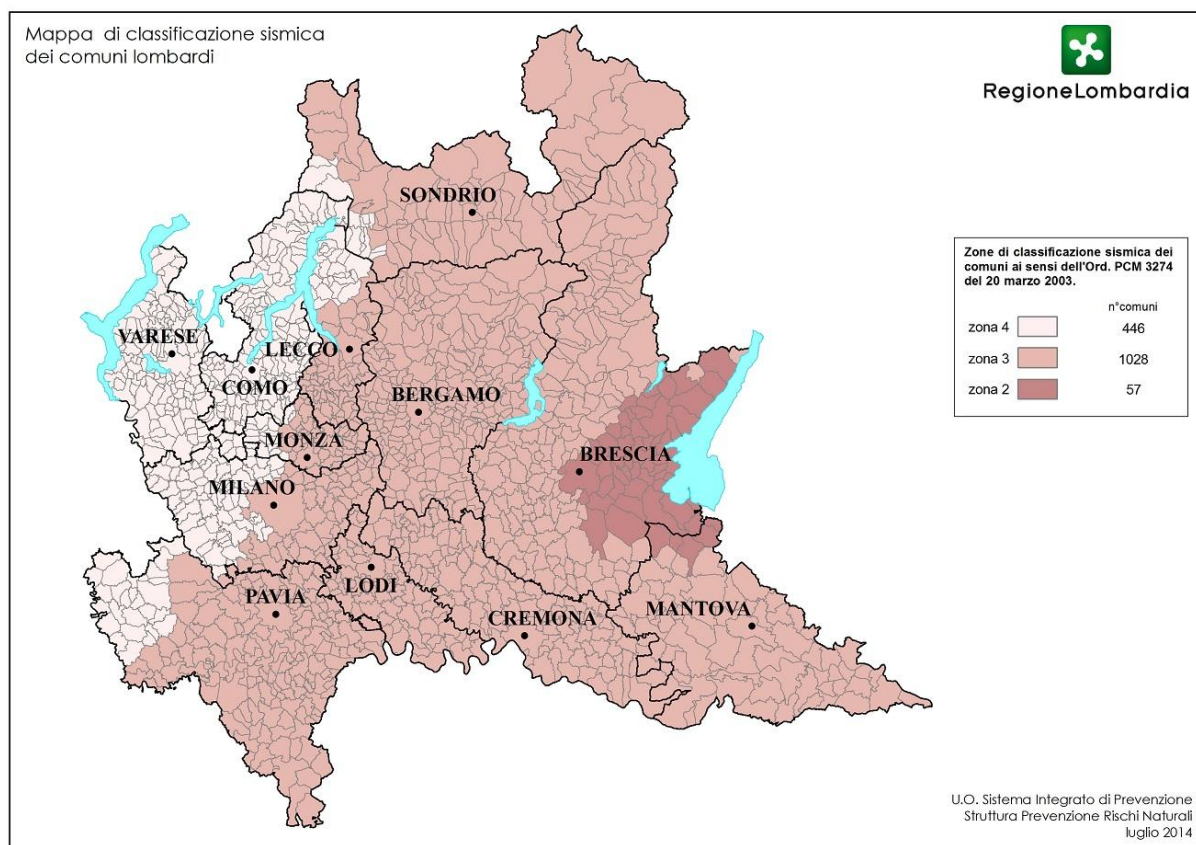 Mappa di classificazione sismica
dei comuni lombardi
RegioneLombardia
SONDRIO
VARESE
LECCO
COMO
BERGAMO
MONZA
BRESCIA
MILANO
LODI
PAVIA
CREMONA
MANTOVA
Zone di classificazione sismica dei
comuni ai sensi dell'Ord. PCM 3274
del 20 marzo 2003.
n°comuni
zona 4 446
zona 3 1028
zona 2 57
U.O. Sistema Integrato di Prevenzione
Struttura Prevenzione Rischi Naturali
luglio 2014